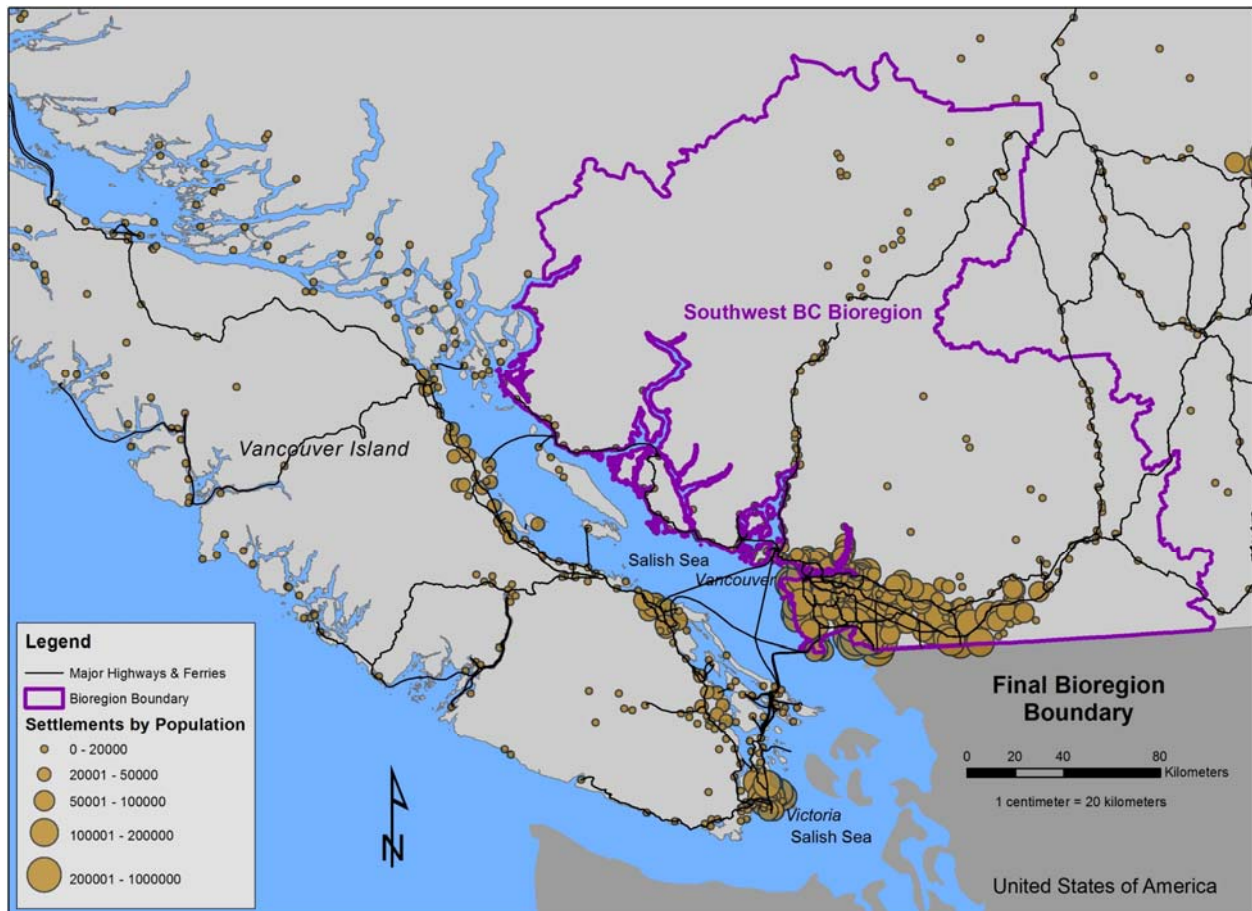 Southwest BC Bioregion
Vancouver Island
Salish Sea
Vancouver
Legend
Major Highways & Ferries
Bioregion Boundary
Settlements by Population
0 - 20000
20001 - 50000
50001 - 100000
100001 - 200000
200001 - 1000000
N
Victoria
Salish Sea
Final Bioregion
Boundary
0 20 40 80
Kilometers
1 centimeter = 20 kilometers
United States of America